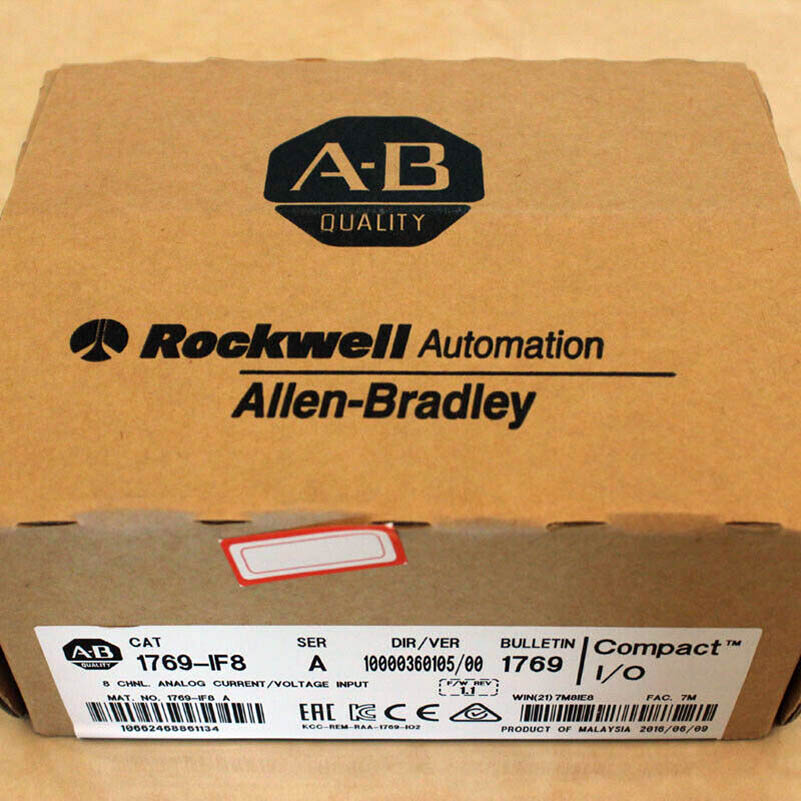 A-B
QUALITY
Rockwell Automation
Allen-Bradley
A-B
QUALITY
CAT
1769-IF8
SER
A
DIR/VER
10000360105/00
BULLETIN
1769
Compact™
I/O
8 CHNL. ANALOG CURRENT/VOLTAGE INPUT
F/W REV
1.1
MAT. NO. 1769-IF8 A
WIN(21) 7M8IE8
FAC. 7M
10662468861134
EAC
CE
KCC-REM-RAA-1769-IO2
PRODUCT OF MALAYSIA 2016/06/09